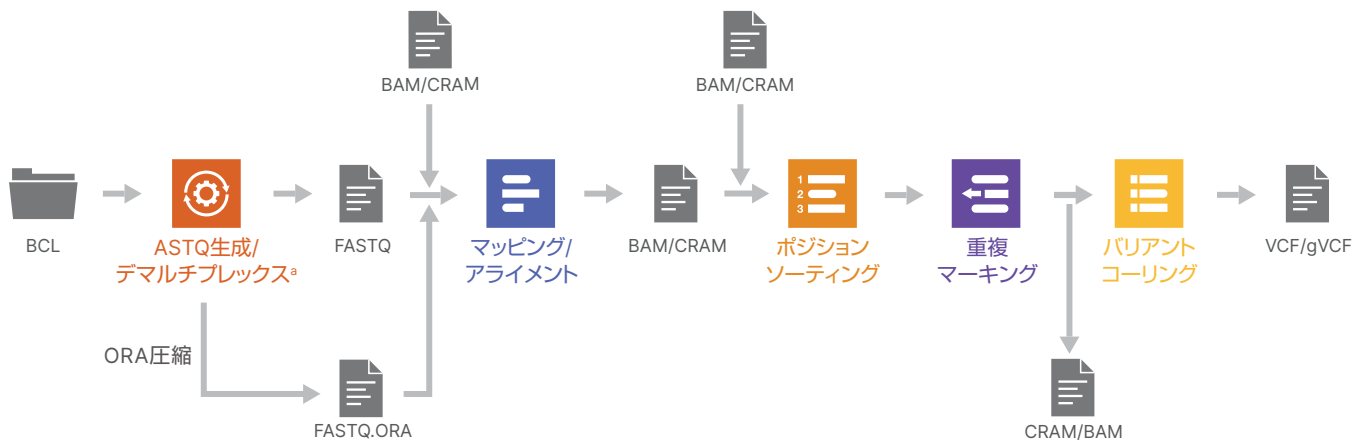 BAM/CRAM
BAM/CRAM
1
2
3
BCL
ASTQ生成/
デマルチプレックスa
FASTQ
マッピング/
アライメント
BAM/CRAM
ポジション
ソーティング
重複
マーキング
バリアント
コーリング
VCF/gVCF
ORA圧縮
FASTQ.ORA
CRAM/BAM